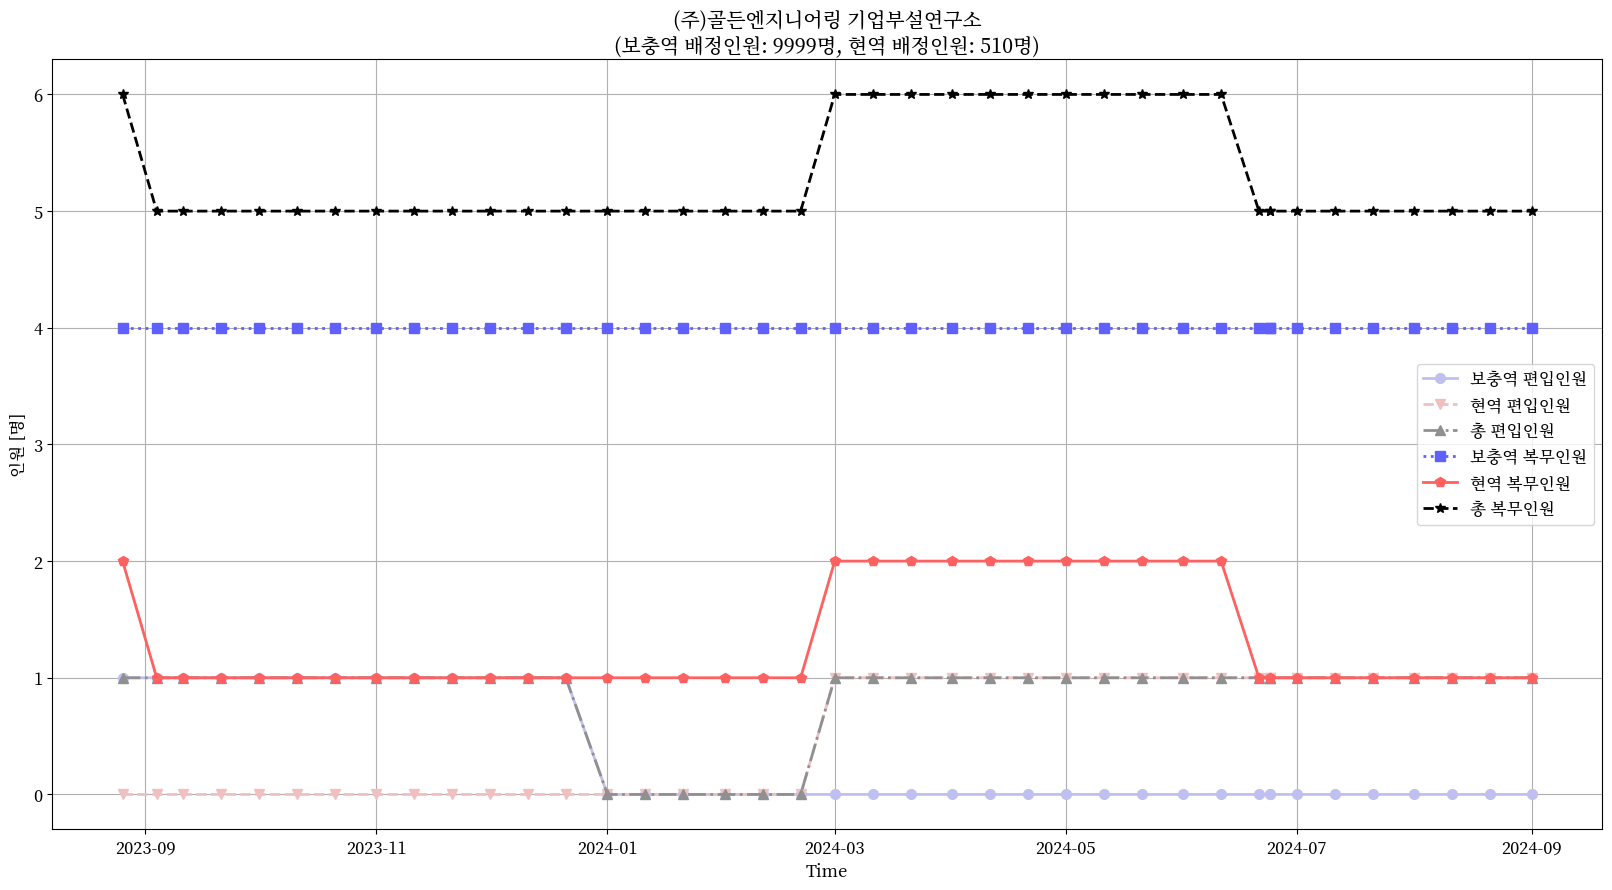 (주)골든엔지니어링 기업부설연구소
(보충역 배정인원: 9999명, 현역 배정인원: 510명)
6
5
4
3
2
1
0
인원 [명]
보충역 편입인원
현역 편입인원
총 편입인원
보충역 복무인원
현역 복무인원
총 복무인원
2023-09 2023-11 2024-01 2024-03 2024-05 2024-07 2024-09
Time